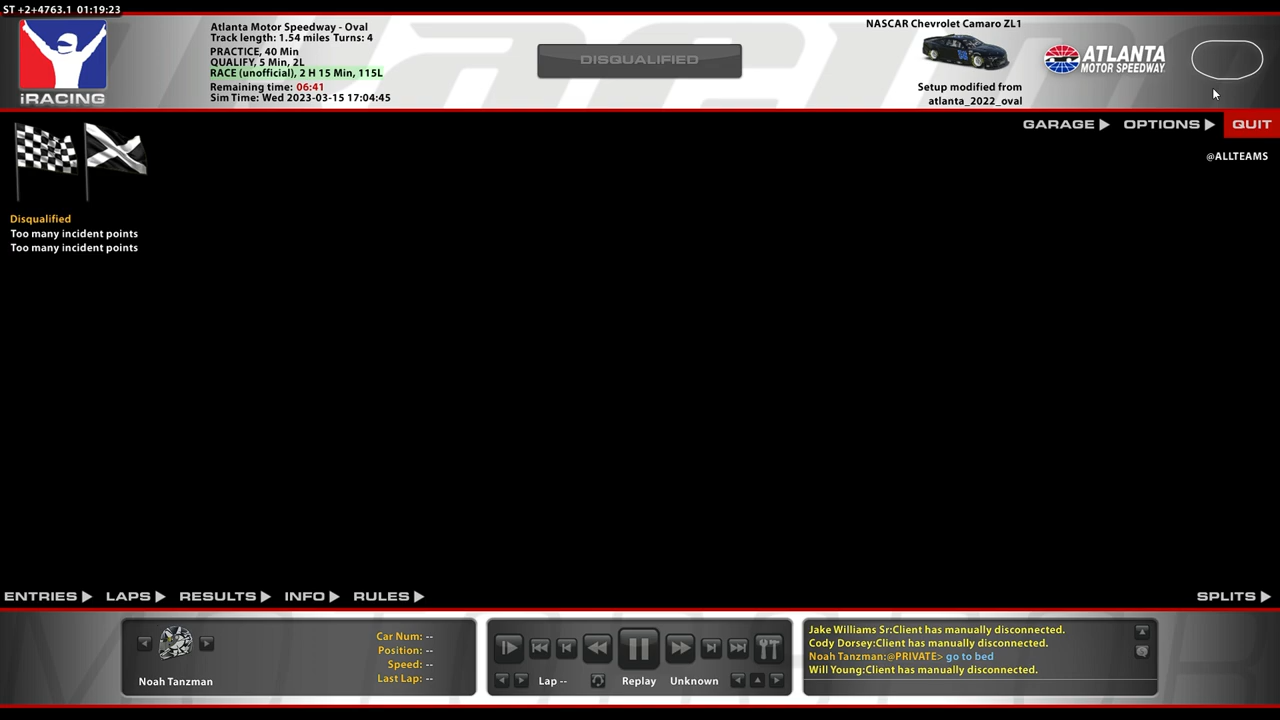 ST +2+4763.1 01:19:23
iRACING
Atlanta Motor Speedway - Oval
Track length: 1.54 miles Turns: 4
PRACTICE, 40 Min
QUALIFY, 5 Min, 2L
RACE (unofficial), 2 H 15 Min, 115L
Remaining time: 06:41
Sim Time: Wed 2023-03-15 17:04:45
DISQUALIFIED
NASCAR Chevrolet Camaro ZL1
Setup modified from
atlanta_2022_oval
ATLANTA
MOTOR SPEEDWAY
GARAGE OPTIONS QUIT
@ALLTEAMS
Disqualified
Too many incident points
Too many incident points
ENTRIES LAPS RESULTS INFO RULES SPLITS
Noah Tanzman
Car Num: --
Position: --
Speed: --
Last Lap: --
Lap -- Replay Unknown
Jake Williams Sr:Client has manually disconnected.
Cody Dorsey:Client has manually disconnected.
Noah Tanzman:@PRIVATE> go to bed
Will Young:Client has manually disconnected.